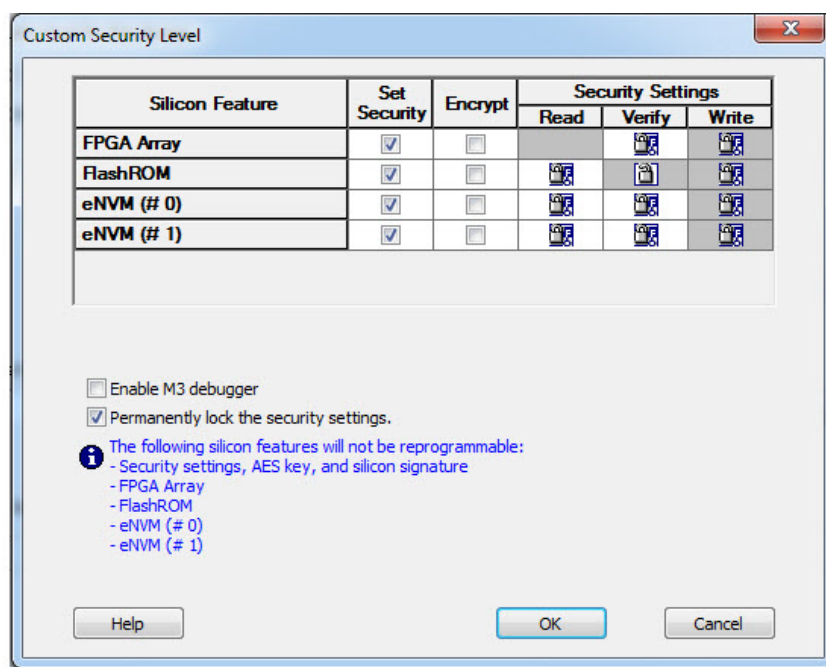 Custom Security Level
Silicon Feature
Set Security
Encrypt
Security Settings
Read
Verify
Write
FPGA Array
FlashROM
eNVM (# 0)
eNVM (# 1)
Enable M3 debugger
Permanently lock the security settings.
The following silicon features will not be reprogrammable:
- Security settings, AES key, and silicon signature
- FPGA Array
- FlashROM
- eNVM (# 0)
- eNVM (# 1)
Help
OK
Cancel